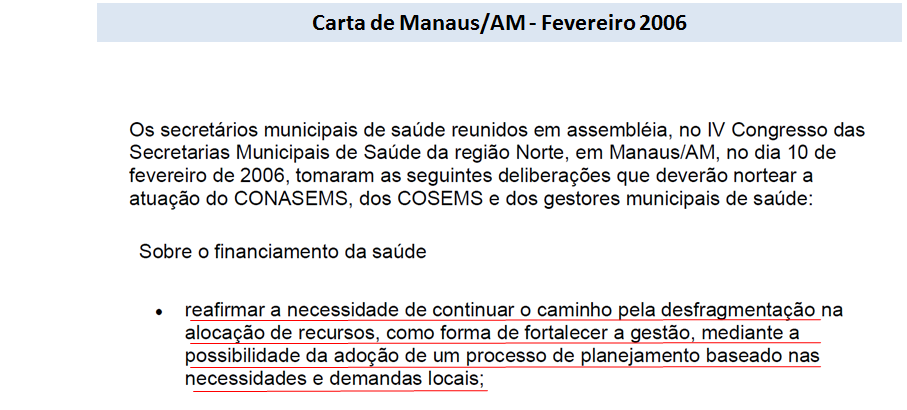 Carta de Manaus/AM - Fevereiro 2006
Os secretários municipais de saúde reunidos em assembléia, no IV Congresso das
Secretarias Municipais de Saúde da região Norte, em Manaus/AM, no dia 10 de
fevereiro de 2006, tomaram as seguintes deliberações que deverão nortear a
atuação do CONASEMS, dos COSEMS e dos gestores municipais de saúde:
Sobre o financiamento da saúde
• reafirmar a necessidade de continuar o caminho pela desfragmentação na
alocação de recursos, como forma de fortalecer a gestão, mediante a
possibilidade da adoção de um processo de planejamento baseado nas
necessidades e demandas locais;